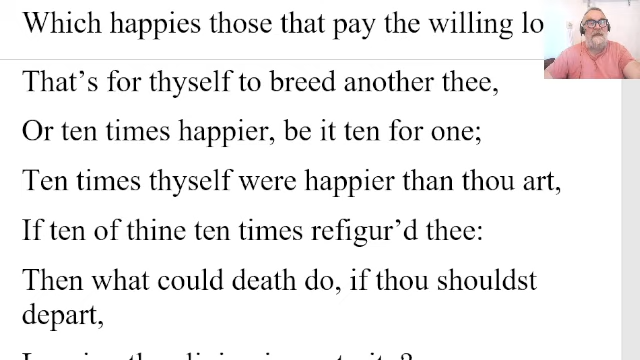 Which happies those that pay the willing
That’s for thyself to breed another thee,
Or ten times happier, be it ten for one;
Ten times thyself were happier than thou art,
If ten of thine ten times refigur’d thee:
Then what could death do, if thou shouldst
depart,